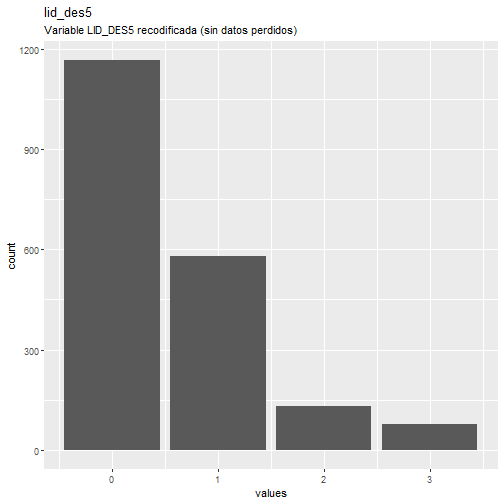 lid_des5
Variable LID_DES5 recodificada (sin datos perdidos)
1200
900
600
300
0
count
0 1 2 3
values